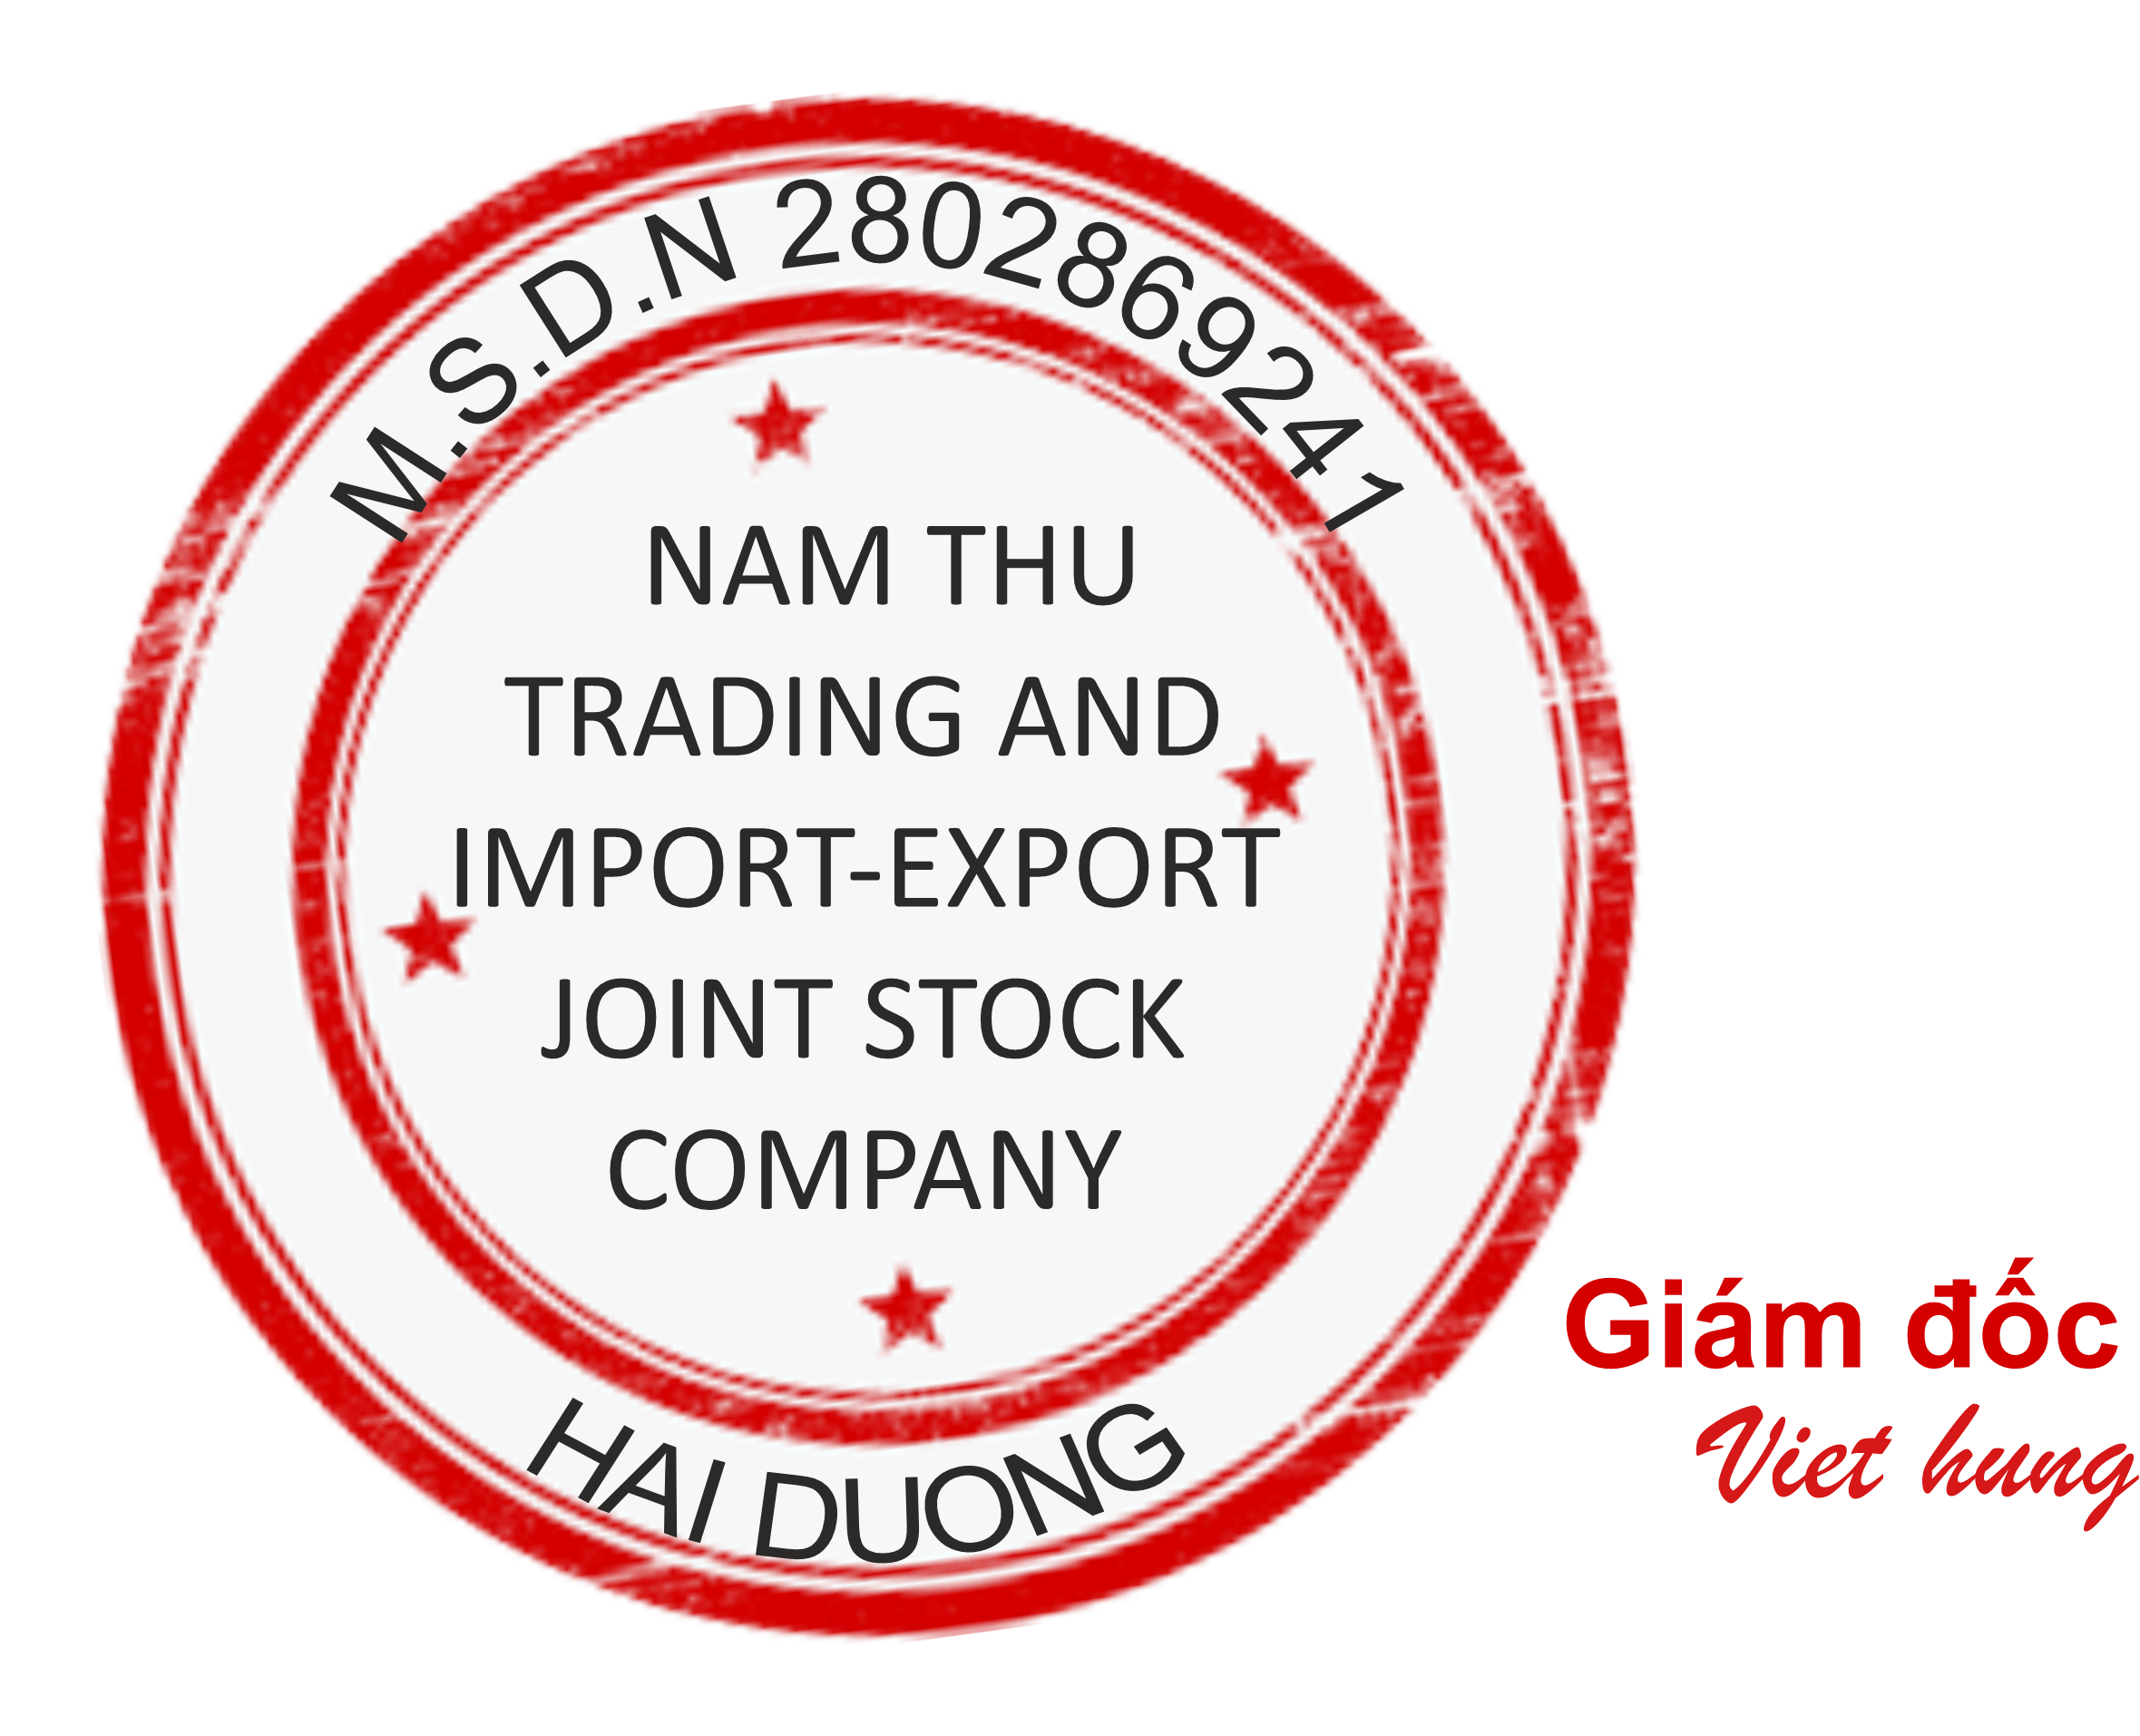 M.S.D.N 2802869241
NAM THU
TRADING AND
IMPORT-EXPORT
JOINT STOCK
COMPANY
HAI DUONG
Giám đốc
Viet hung